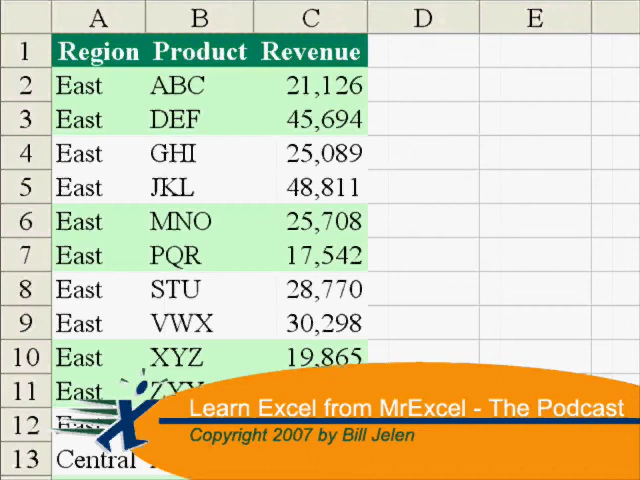 A B C D E
1 Region Product Revenue
2 East ABC 21,126
3 East DEF 45,694
4 East GHI 25,089
5 East JKL 48,811
6 East MNO 25,708
7 East PQR 17,542
8 East STU 28,770
9 East VWX 30,298
10 East XYZ 19,865
11 East
12 East
13 Central
Learn Excel from MrExcel - The Podcast
Copyright 2007 by Bill Jelen